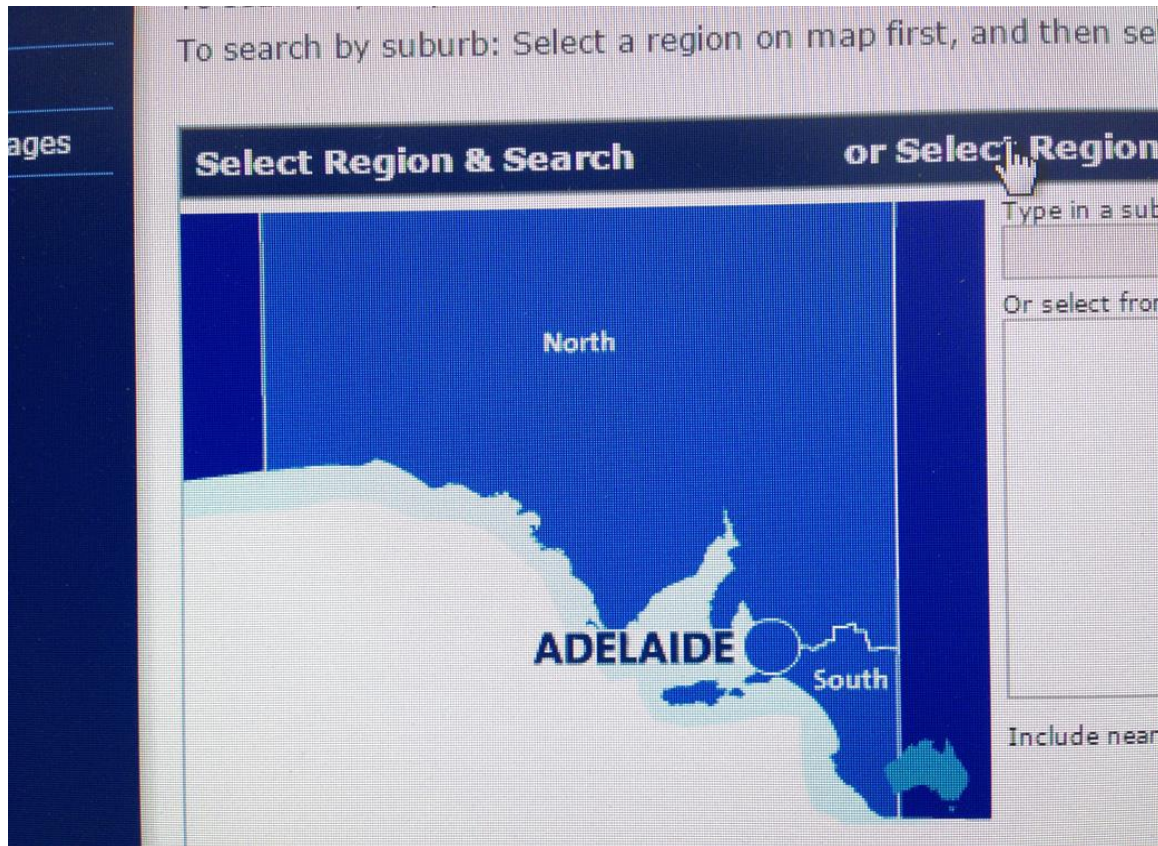 To search by suburb: Select a region on map first, and then se
ages
Select Region & Search
or Select Region
Type in a sub
Or select from
North
ADELAIDE
South
Include near